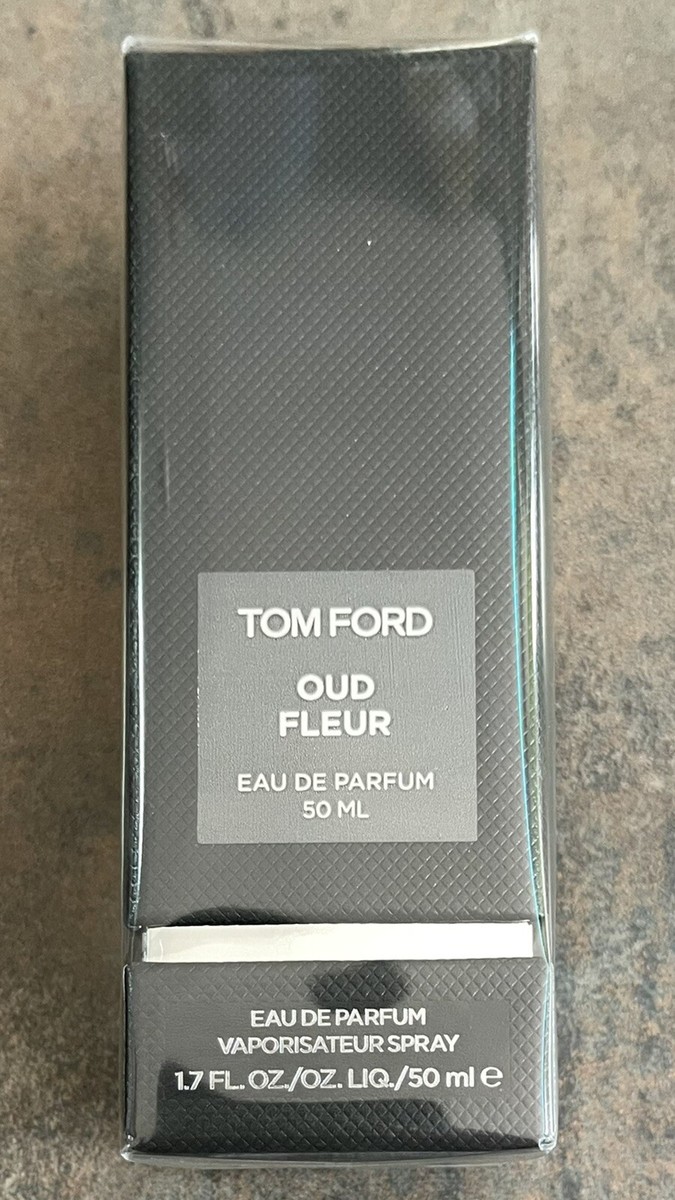 TOM FORD
OUD
FLEUR
EAU DE PARFUM
50 ML
EAU DE PARFUM
VAPORISATEUR SPRAY
1.7 FL. OZ./OZ. LIQ./50 ml ℮